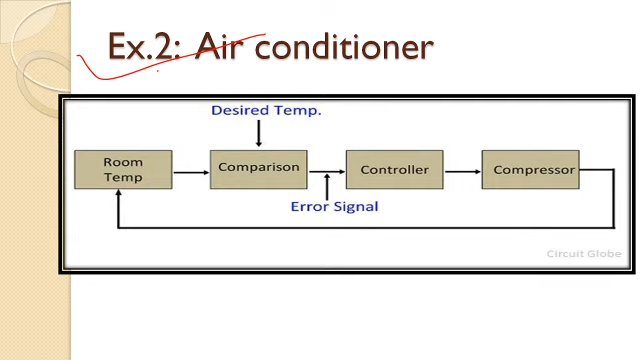 Ex.2: Air conditioner
Desired Temp.
Room
Temp
Comparison
Controller
Compressor
Error Signal
Circuit Globe